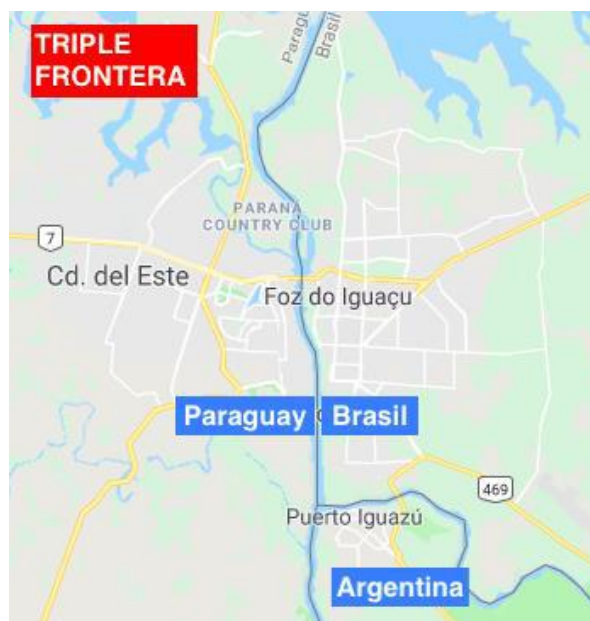 TRIPLE
FRONTERA
Paragu
Brasil
PARANÁ
COUNTRY CLUB
7
Cd. del Este
Foz do Iguaçu
Paraguay
Brasil
469
Puerto Iguazú
Argentina